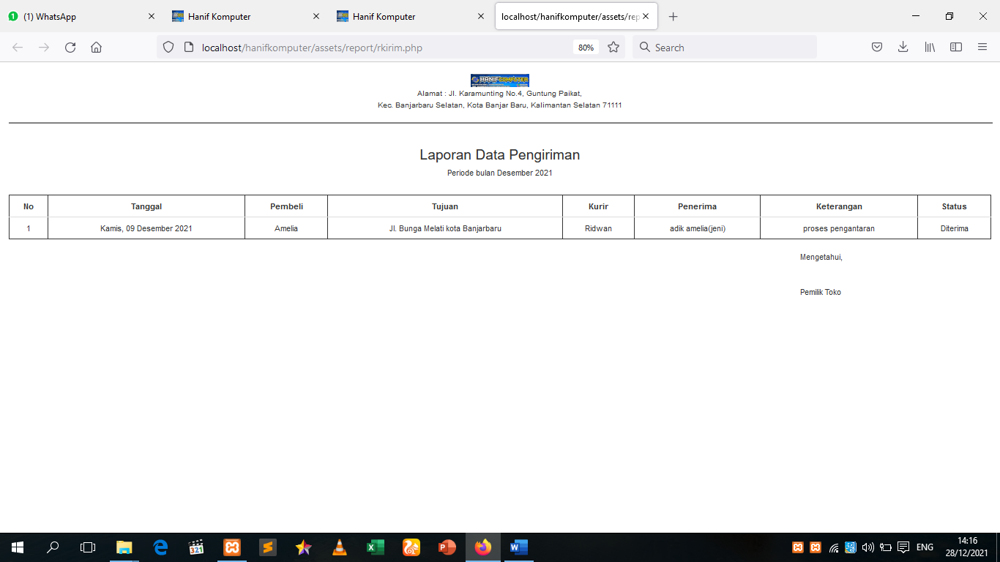 (1) WhatsApp
Hanif Komputer
Hanif Komputer
localhost/hanifkomputer/assets/rep
localhost/hanifkomputer/assets/report/rkirim.php
80%
Search
HANIFCOMPUTER
Alamat : Jl. Karamunting No.4, Guntung Paikat,
Kec. Banjarbaru Selatan, Kota Banjar Baru, Kalimantan Selatan 71111
Laporan Data Pengiriman
Periode bulan Desember 2021
No Tanggal Pembeli Tujuan Kurir Penerima Keterangan Status
1 Kamis, 09 Desember 2021 Amelia Jl. Bunga Melati kota Banjarbaru Ridwan adik amelia(jeni) proses pengantaran Diterima
Mengetahui,
Pemilik Toko
321
ENG
14:16
28/12/2021